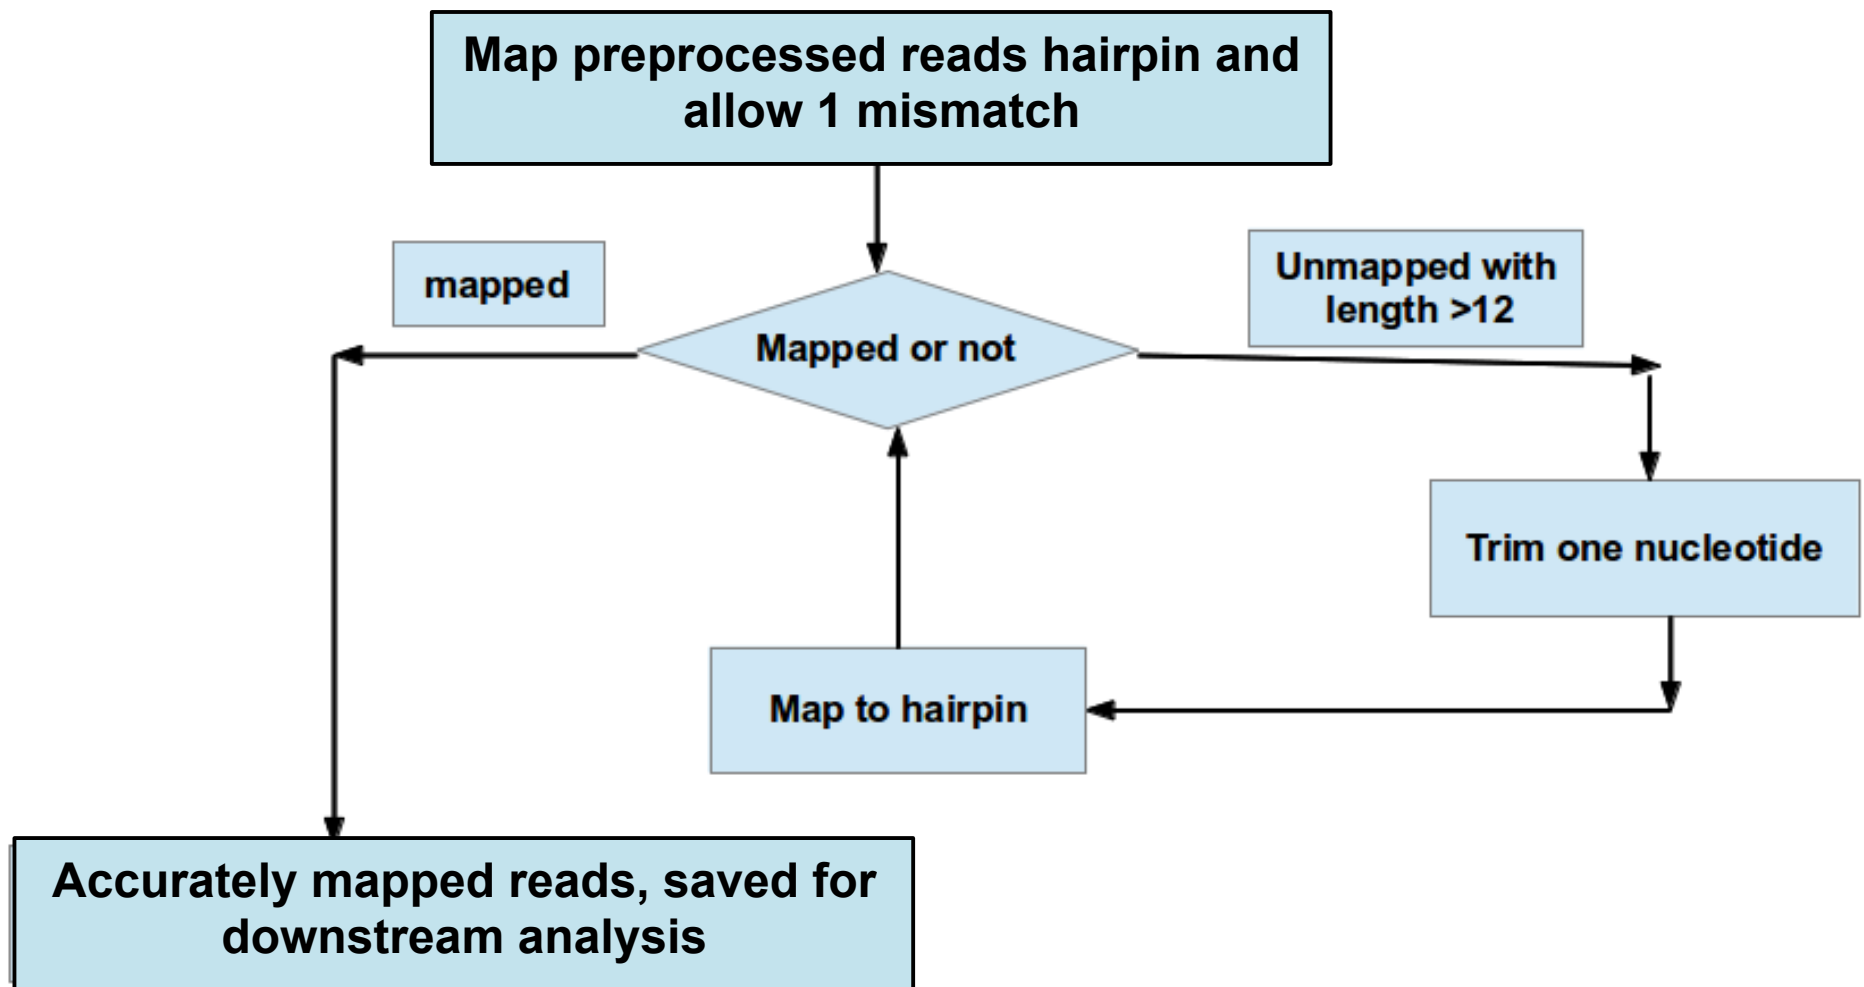 Map preprocessed reads hairpin and
allow 1 mismatch
mapped
Unmapped with
length >12
Mapped or not
Trim one nucleotide
Map to hairpin
Accurately mapped reads, saved for
downstream analysis